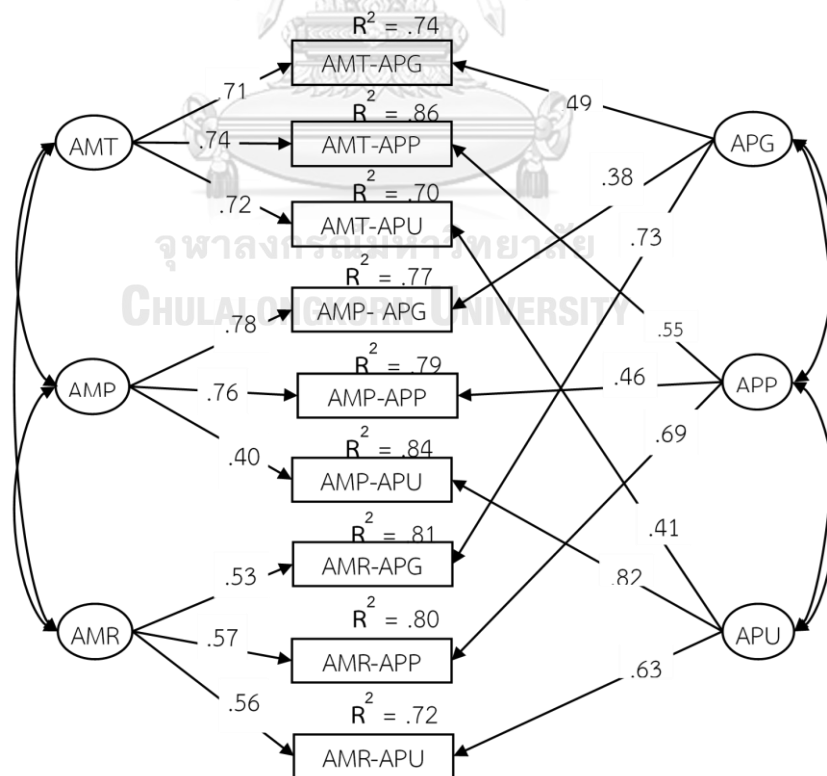 R² = .74
AMT-APG
.71
.49
R² = .86
AMT
.74
AMT-APP
APG
R² = .70
.38
.72
AMT-APU
.73
จุฬาลงกรณ์มหาวิทยาลัย
R² = .77
CHULALONGKORN UNIVERSITY
AMP- APG
.78
.55
R² = .79
AMP
.76
AMP-APP
.46
APP
R² = .84
.69
.40
AMP-APU
.41
R² = .81
.53
AMR-APG
.82
R² = .80
AMR
.57
AMR-APP
APU
.63
.56
R² = .72
AMR-APU